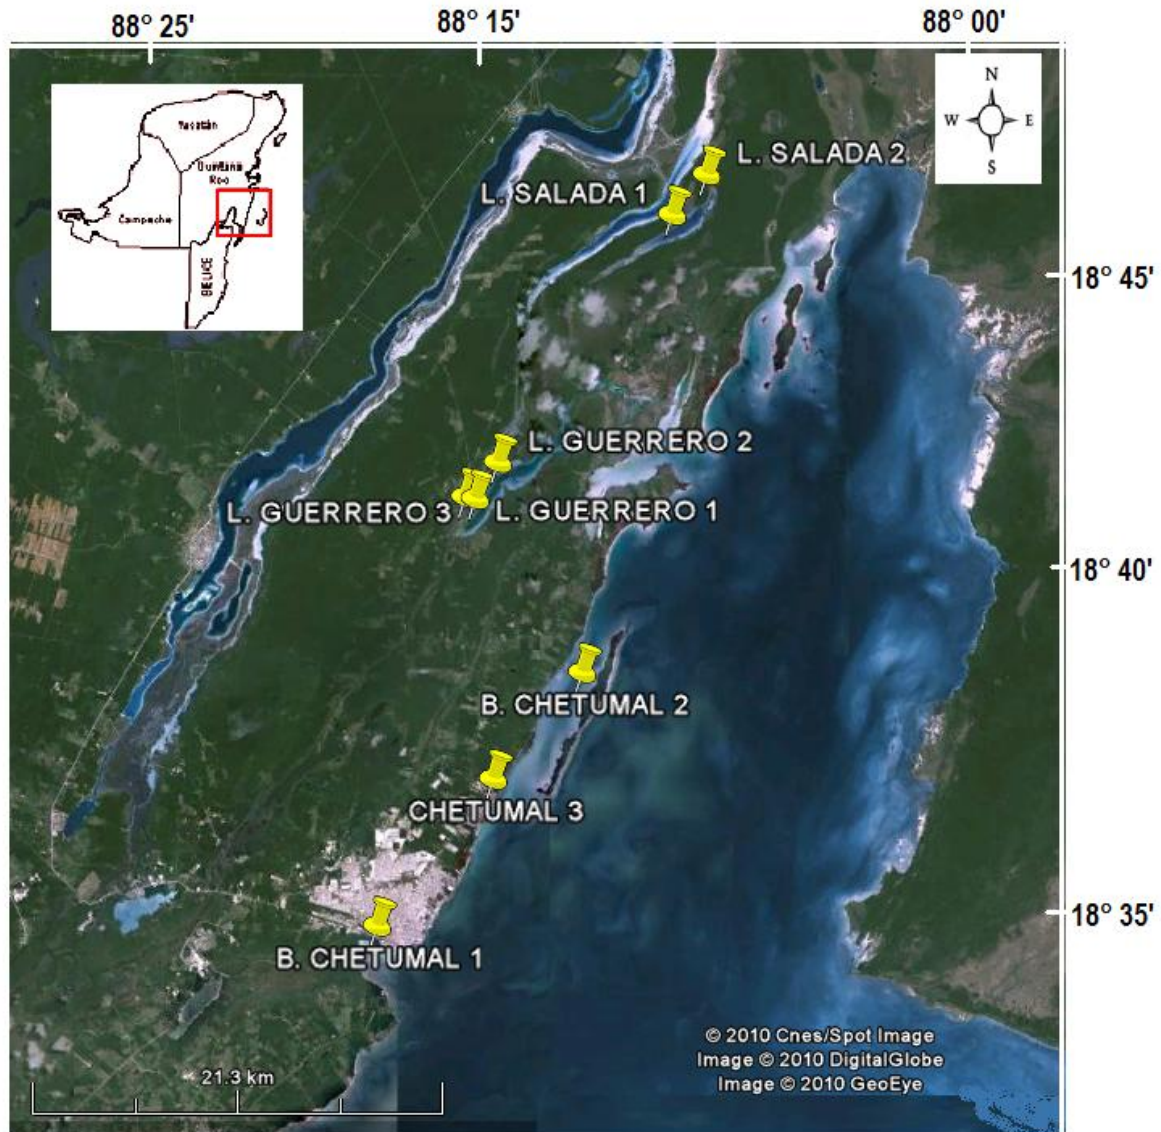 88° 25'
88° 15'
88° 00'
N
W
E
S
Yucatán
Quintana
Roo
Campeche
BELICE
L. SALADA 2
L. SALADA 1
18° 45'
L. GUERRERO 2
L. GUERRERO 3
L. GUERRERO 1
18° 40'
B. CHETUMAL 2
CHETUMAL 3
18° 35'
B. CHETUMAL 1
© 2010 Cnes/Spot Image
Image © 2010 DigitalGlobe
Image © 2010 GeoEye
21.3 km